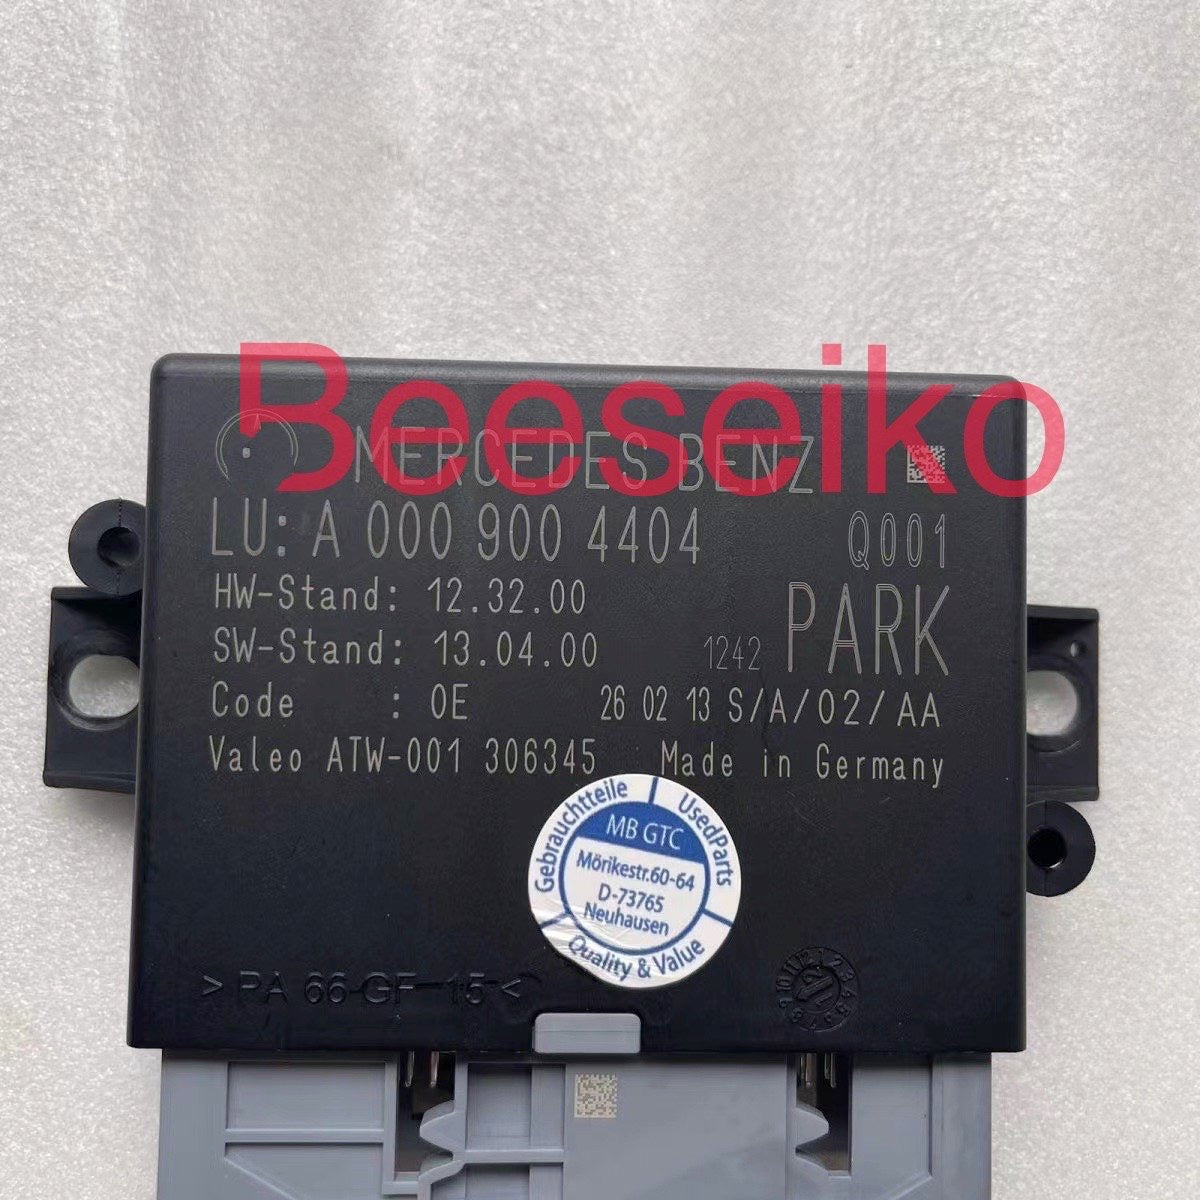 Beeseiko
MERCEDES BENZ
LU: A 000 900 4404 Q001
HW-Stand: 12.32.00
SW-Stand: 13.04.00 1242 PARK
Code : 0E 26 02 13 S/A/02/AA
Valeo ATW-001 306345 Made in Germany
Gebrauchtteile
UsedParts
MB GTC
Mörikestr.60-64
D-73765
Neuhausen
Quality & Value
> PA 66-GF 15 <